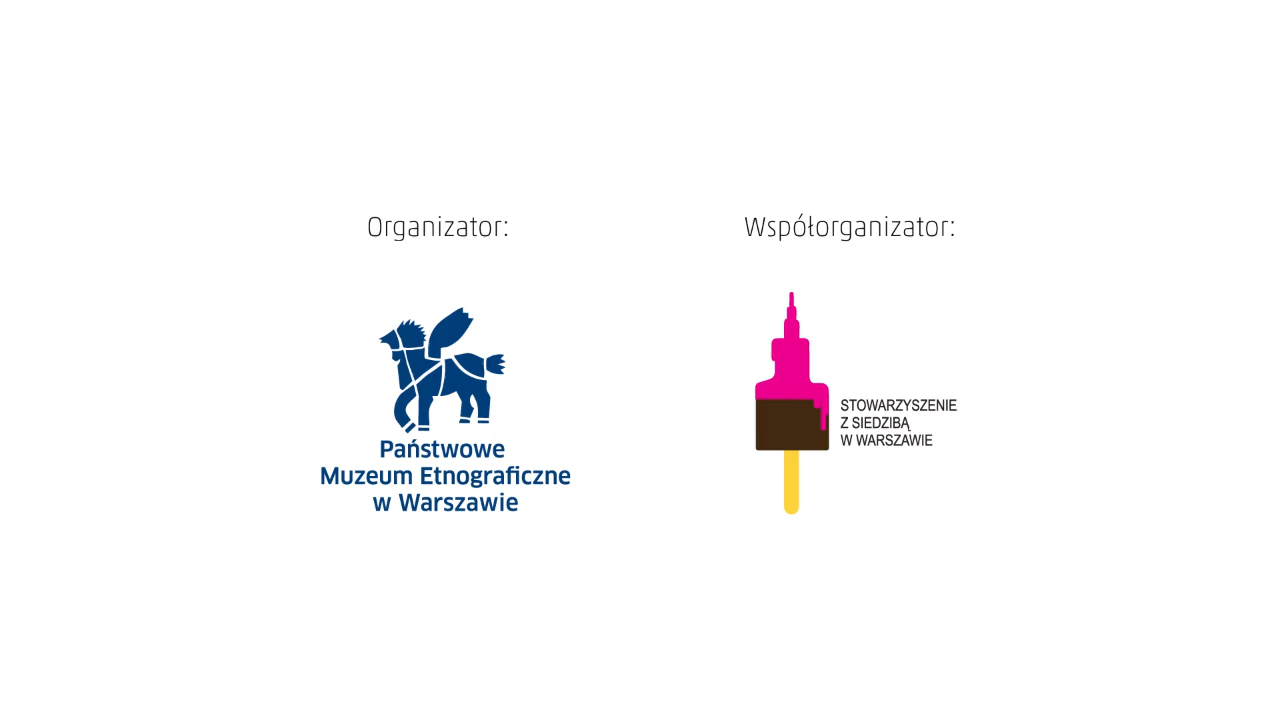 Organizator:
Współorganizator:
Państwowe
Muzeum Etnograficzne
w Warszawie
STOWARZYSZENIE
Z SIEDZIBĄ
W WARSZAWIE